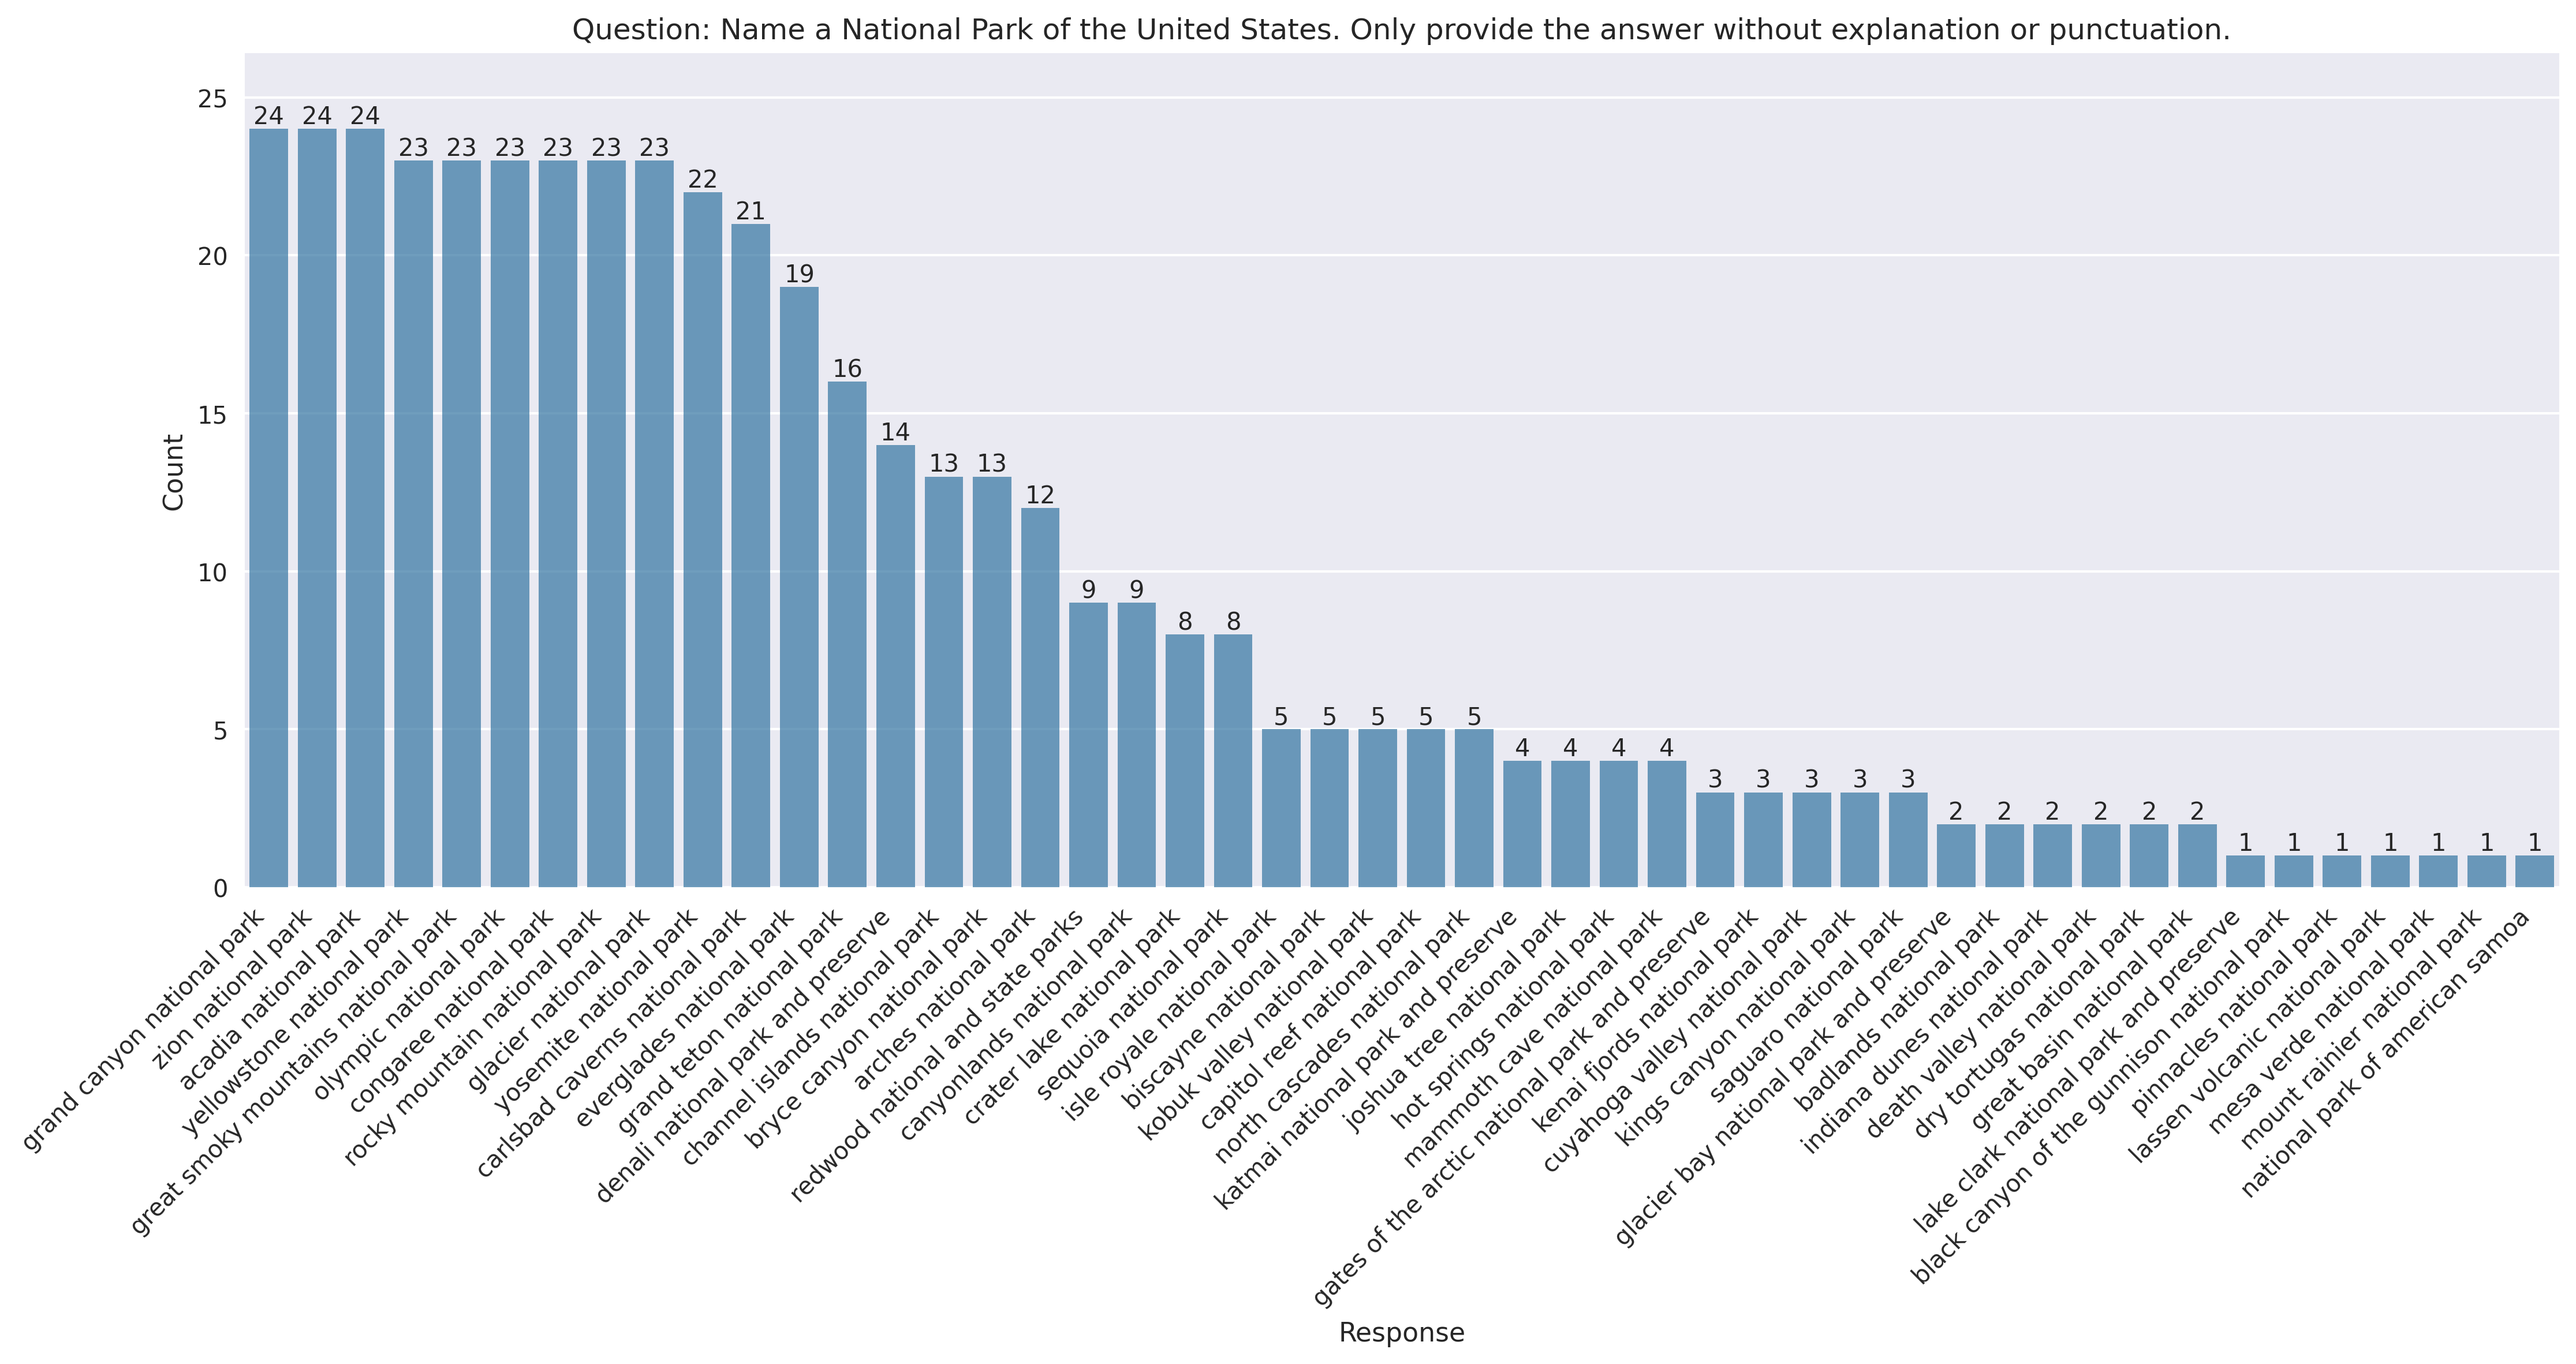 Question: Name a National Park of the United States. Only provide the answer without explanation or punctuation.
25
20
15
10
5
0
Count
24
24
24
23
23
23
23
23
23
22
21
19
16
14
13
13
12
9
9
8
8
5
5
5
5
5
4
4
4
4
3
3
3
3
3
2
2
2
2
2
2
1
1
1
1
1
1
1
grand canyon national park
zion national park
acadia national park
yellowstone national park
great smoky mountains national park
olympic national park
congaree national park
rocky mountain national park
glacier national park
yosemite national park
carlsbad caverns national park
everglades national park
grand teton national park
denali national park and preserve
channel islands national park
bryce canyon national park
arches national park
redwood national and state parks
canyonlands national park
crater lake national park
sequoia national park
isle royale national park
biscayne national park
kobuk valley national park
capitol reef national park
north cascades national park
katmai national park and preserve
joshua tree national park
hot springs national park
mammoth cave national park
gates of the arctic national park and preserve
kenai fjords national park
cuyahoga valley national park
kings canyon national park
saguaro national park
glacier bay national park and preserve
badlands national park
indiana dunes national park
death valley national park
dry tortugas national park
great basin national park
lake clark national park and preserve
black canyon of the gunnison national park
pinnacles national park
lassen volcanic national park
mesa verde national park
mount rainier national park
national park of american samoa
Response